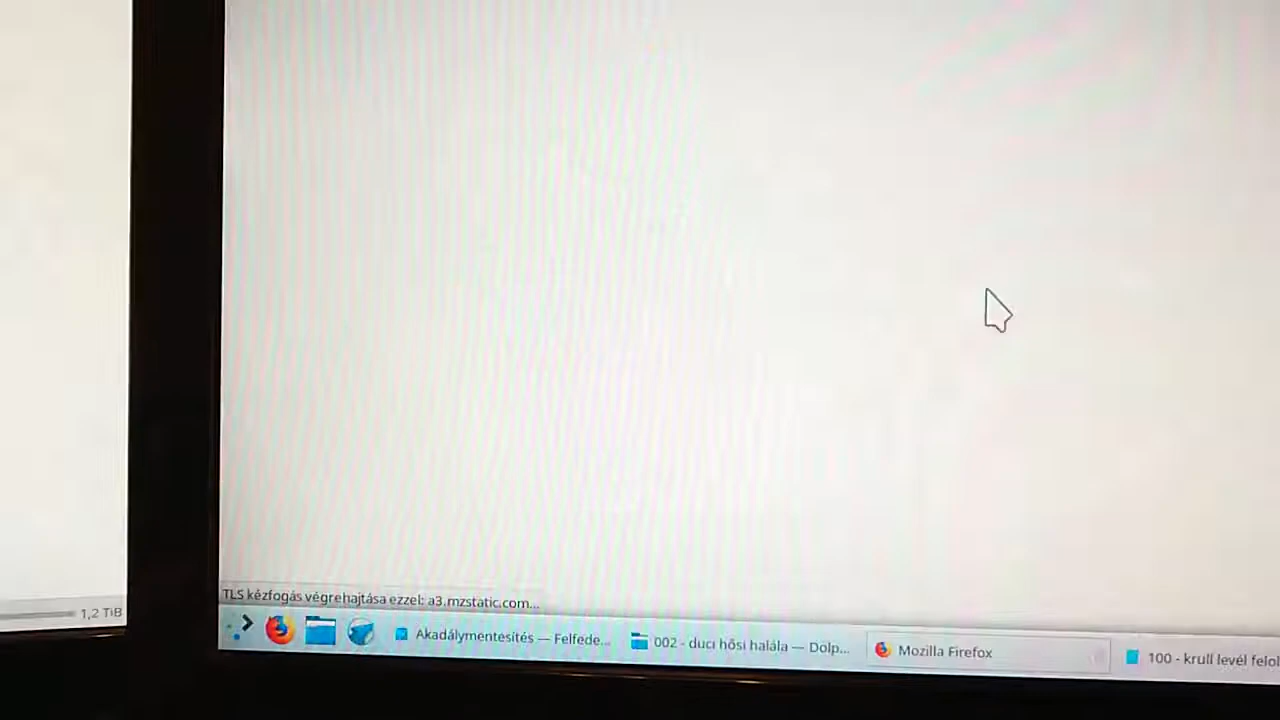 1,2 TiB
TLS kézfogás végrehajtása ezzel: a3.mzstatic.com...
Akadálymentesítés — Felfede...
002 - duci hősi halála — Dolp...
Mozilla Firefox
100 - krull levél felol